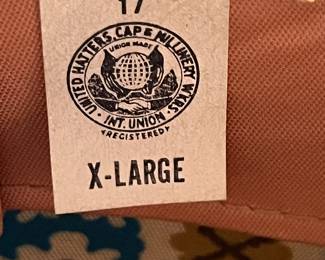 17
UNITED HATTERS, CAP & MILLINERY WKRS.
UNION MADE
INT. UNION
REGISTERED
X-LARGE